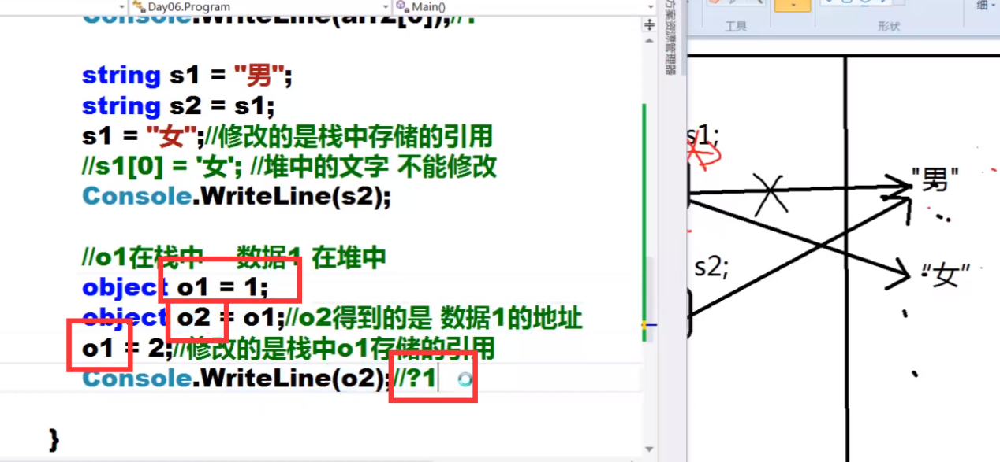 Day06.Program Main()
Console.WriteLine(arr2[0]);//?
string s1 = "男";
string s2 = s1;
s1 = "女";//修改的是栈中存储的引用
//s1[0] = '女'; //堆中的文字 不能修改
Console.WriteLine(s2);
//o1在栈中 数据1 在堆中
object o1 = 1;
object o2 = o1;//o2得到的是 数据1的地址
o1 = 2;//修改的是栈中o1存储的引用
Console.WriteLine(o2);//?1
}
方案资源管理器
工具
形状
细
s1;
"男"
s2;
“女”